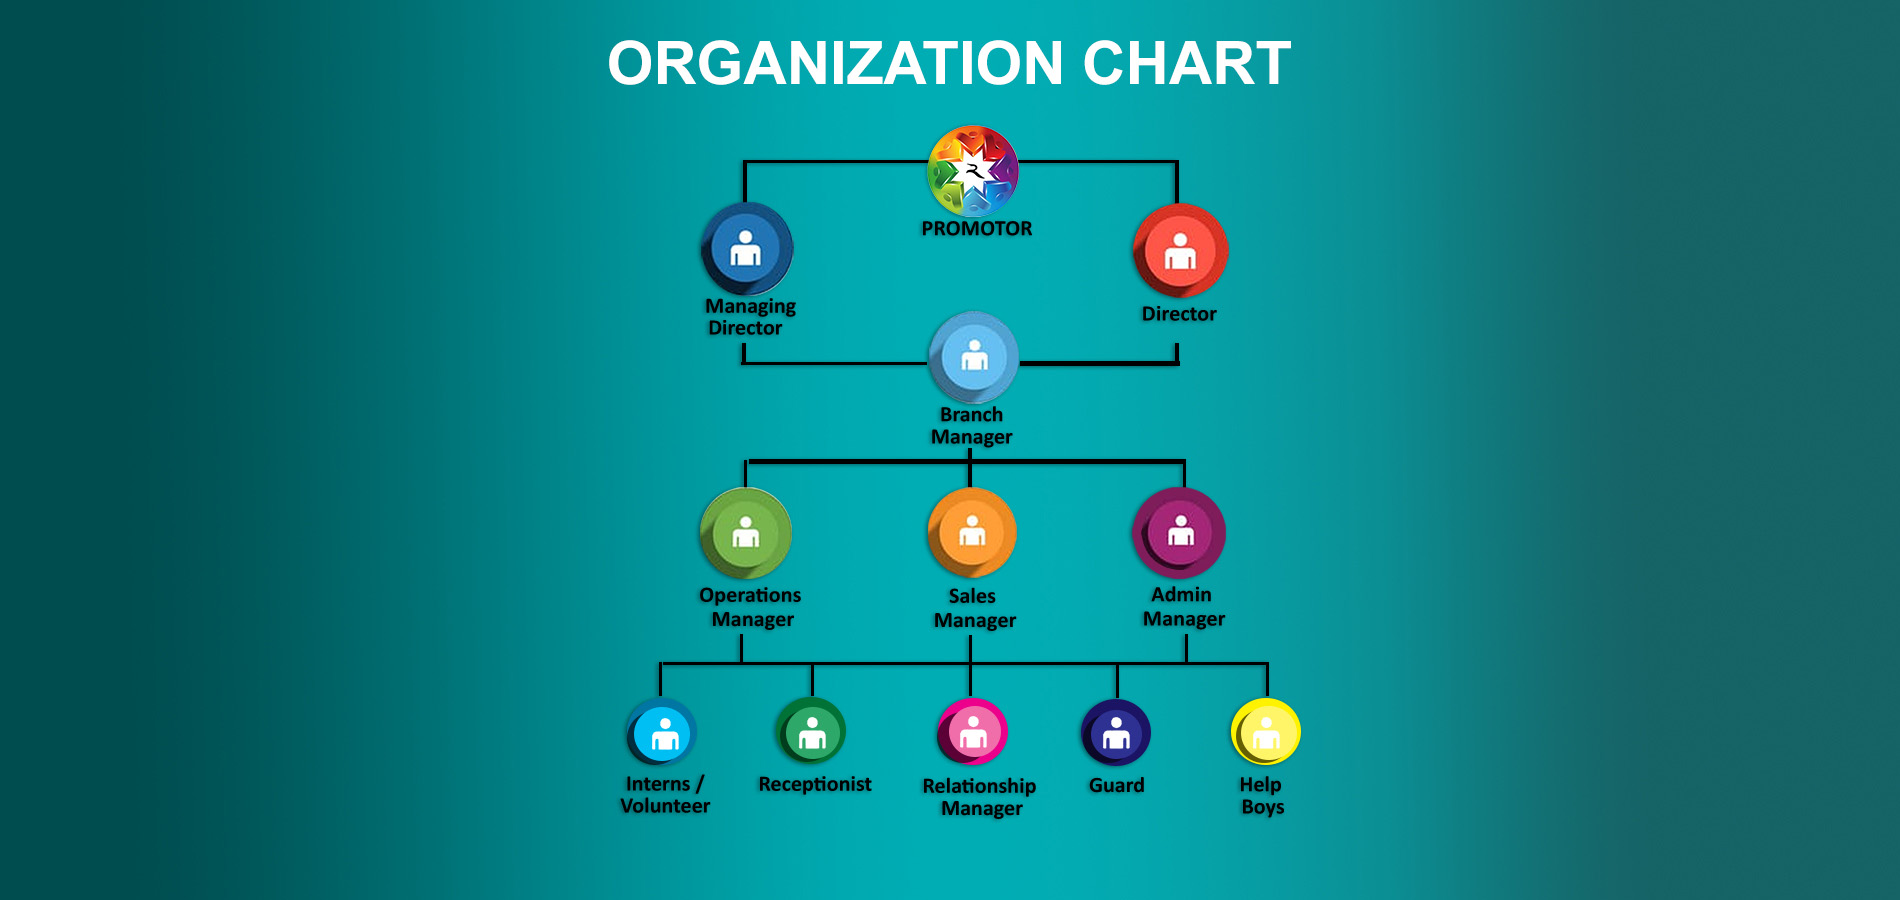 ORGANIZATION CHART
PROMOTOR
Managing
Director
Director
Branch
Manager
Operations
Manager
Sales
Manager
Admin
Manager
Interns /
Volunteer
Receptionist
Relationship
Manager
Guard
Help
Boys